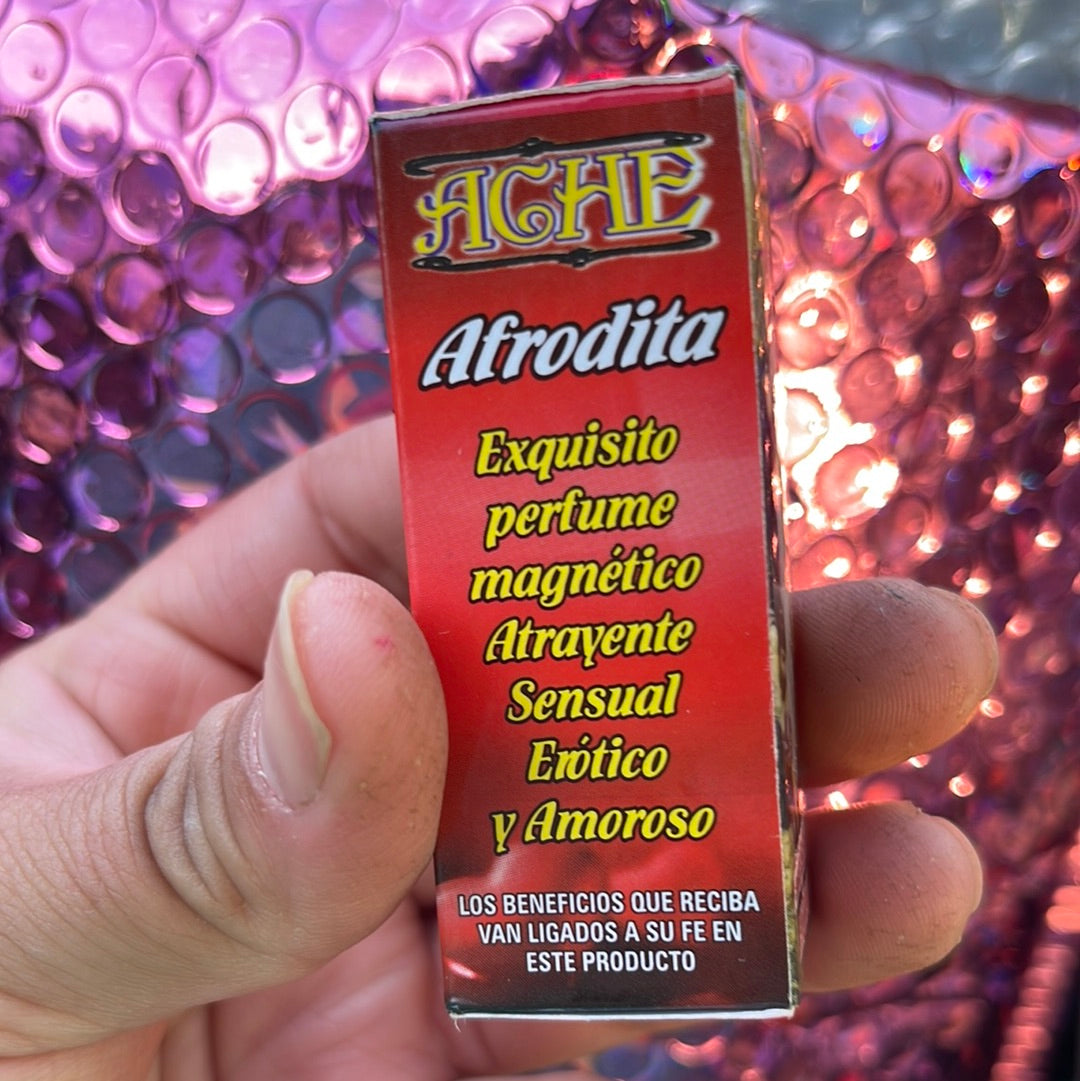 ACHE
Afrodita
Exquisito
perfume
magnético
Atrayente
Sensual
Erótico
y Amoroso
LOS BENEFICIOS QUE RECIBA
VAN LIGADOS A SU FE EN
ESTE PRODUCTO